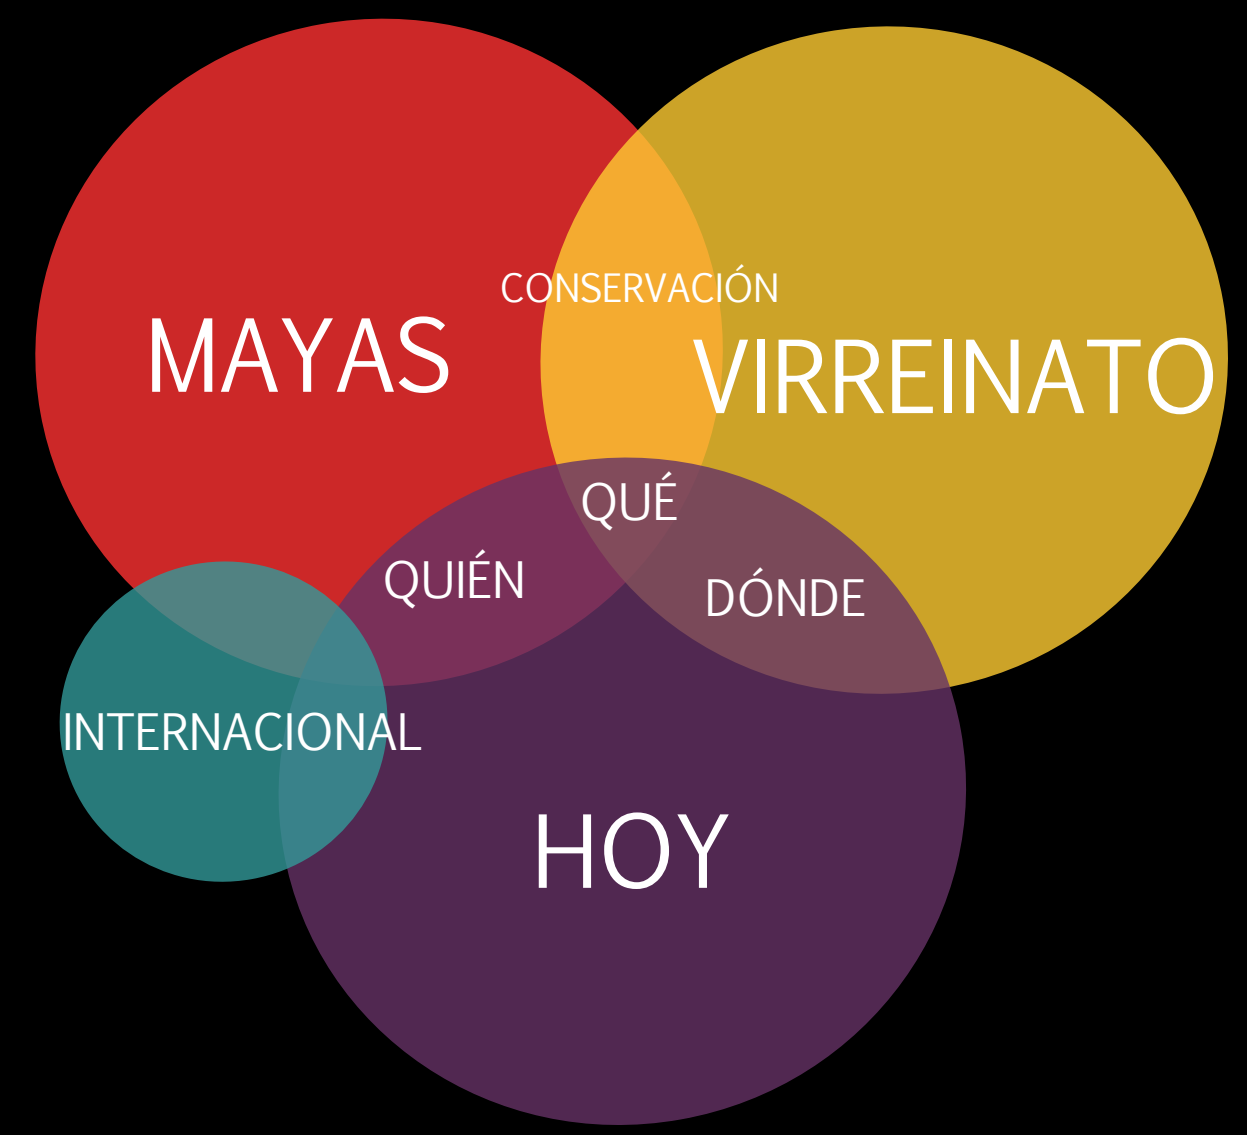 CONSERVACIÓN
MAYAS
VIRREINATO
QUÉ
QUIÉN
DÓNDE
INTERNACIONAL
HOY